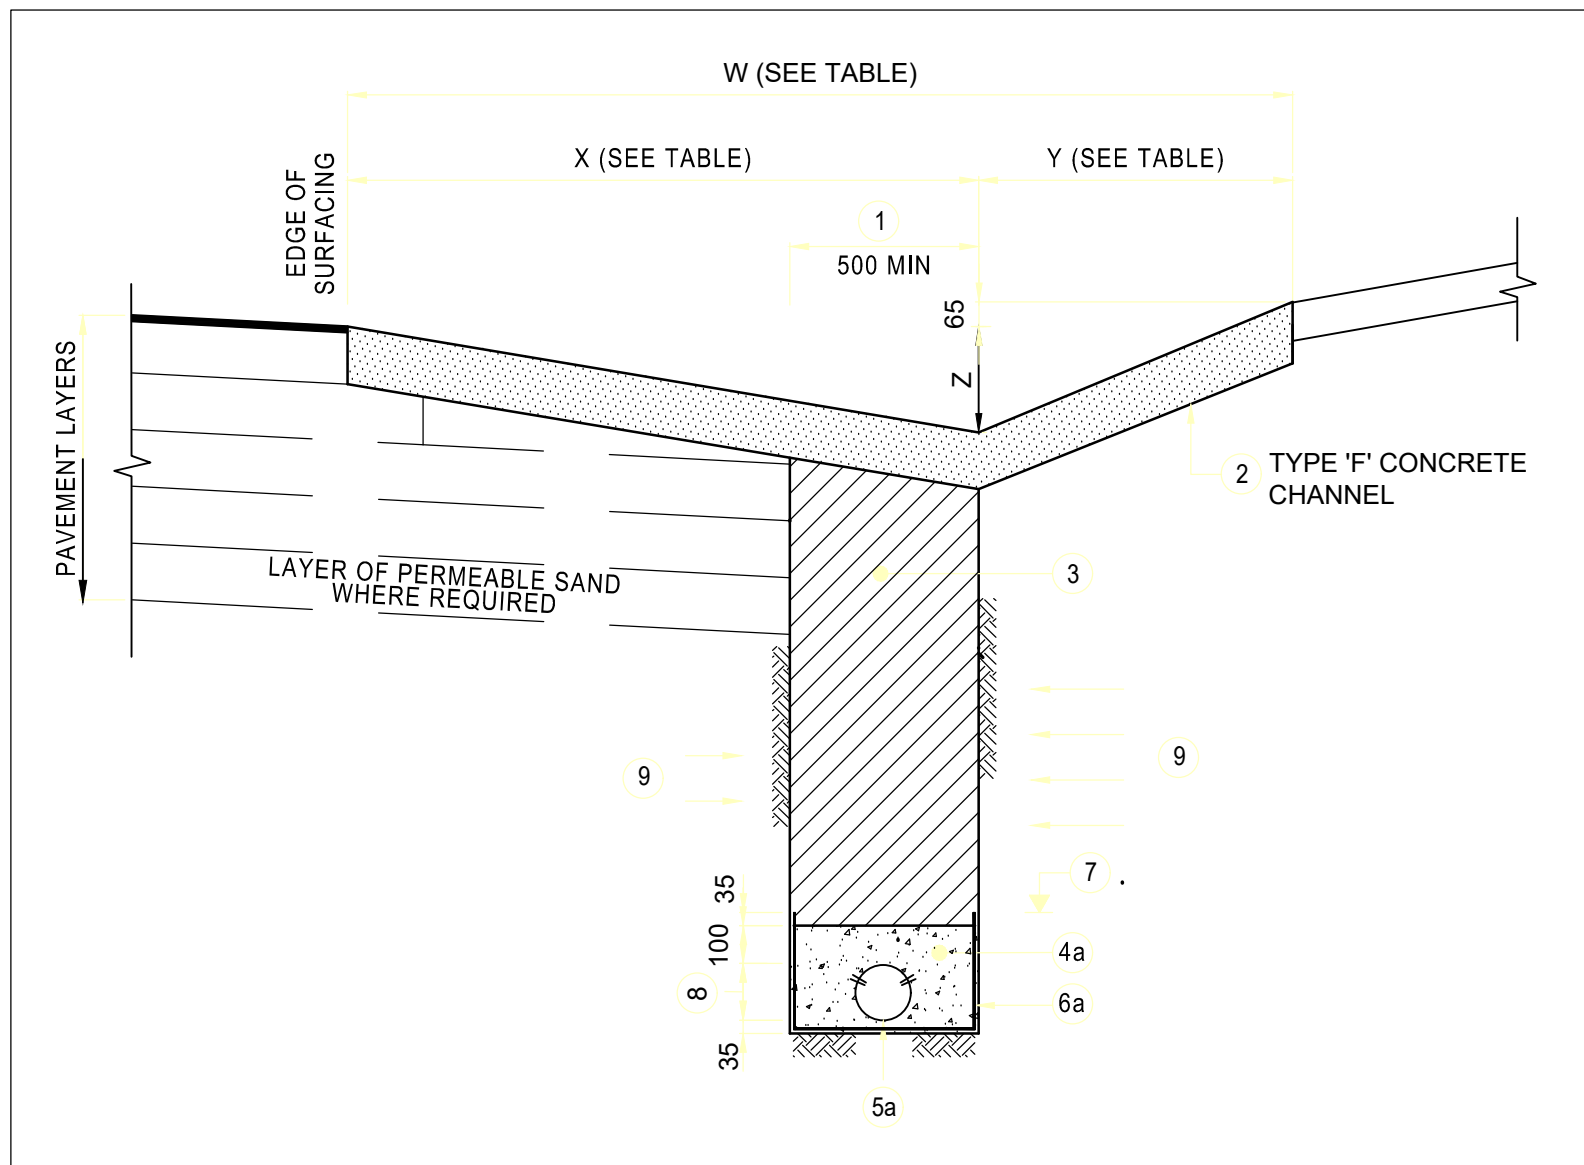 W (SEE TABLE)
X (SEE TABLE)
Y (SEE TABLE)
EDGE OF
SURFACING
1
500 MIN
65
Z
PAVEMENT LAYERS
2
TYPE 'F' CONCRETE
CHANNEL
3
LAYER OF PERMEABLE SAND
WHERE REQUIRED
9
9
7
.
35
100
4a
8
6a
35
5a